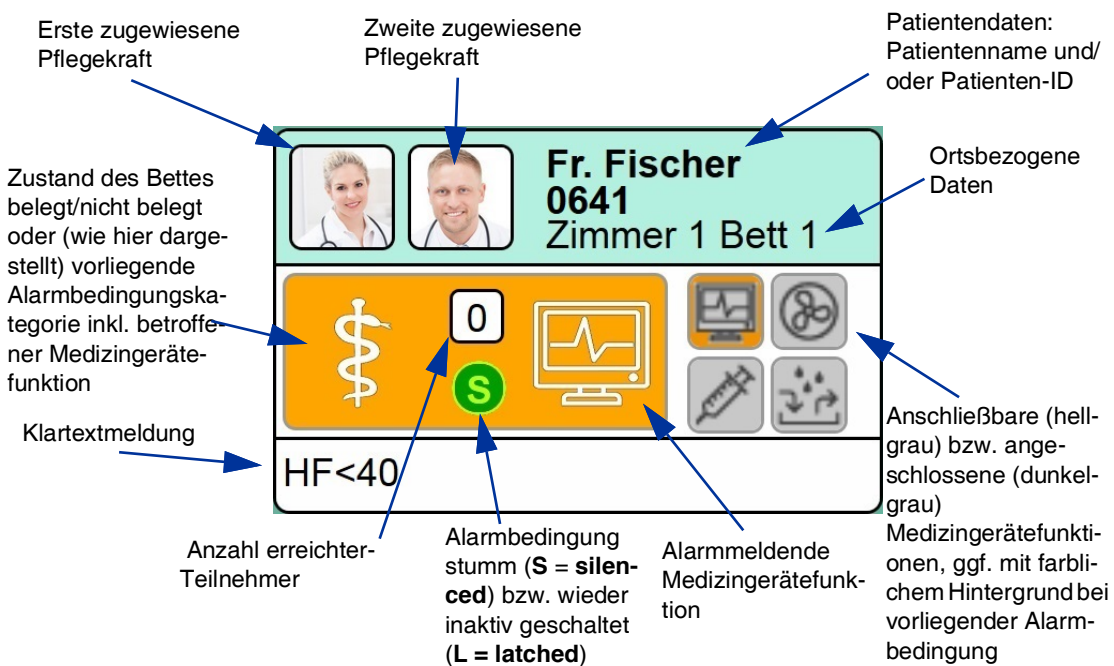 Erste zugewiesene
Pflegekraft
Zweite zugewiesene
Pflegekraft
Patientendaten:
Patientenname und/
oder Patienten-ID
Ortsbezogene
Daten
Zustand des Bettes
belegt/nicht belegt
oder (wie hier darge-
stellt) vorliegende
Alarmbedingungska-
tegorie inkl. betroffe-
ner Medizingeräte-
funktion
Klartextmeldung
Fr. Fischer
0641
Zimmer 1 Bett 1
0
S
HF<40
Anzahl erreichter-
Teilnehmer
Alarmbedingung
stumm (S = silen-
ced) bzw. wieder
inaktiv geschaltet
(L = latched)
Alarmmeldende
Medizingerätefunk-
tion
Anschließbare (hell-
grau) bzw. ange-
schlossene (dunkel-
grau)
Medizingerätefunkti-
onen, ggf. mit farbli-
chem Hintergrund bei
vorliegender Alarm-
bedingung